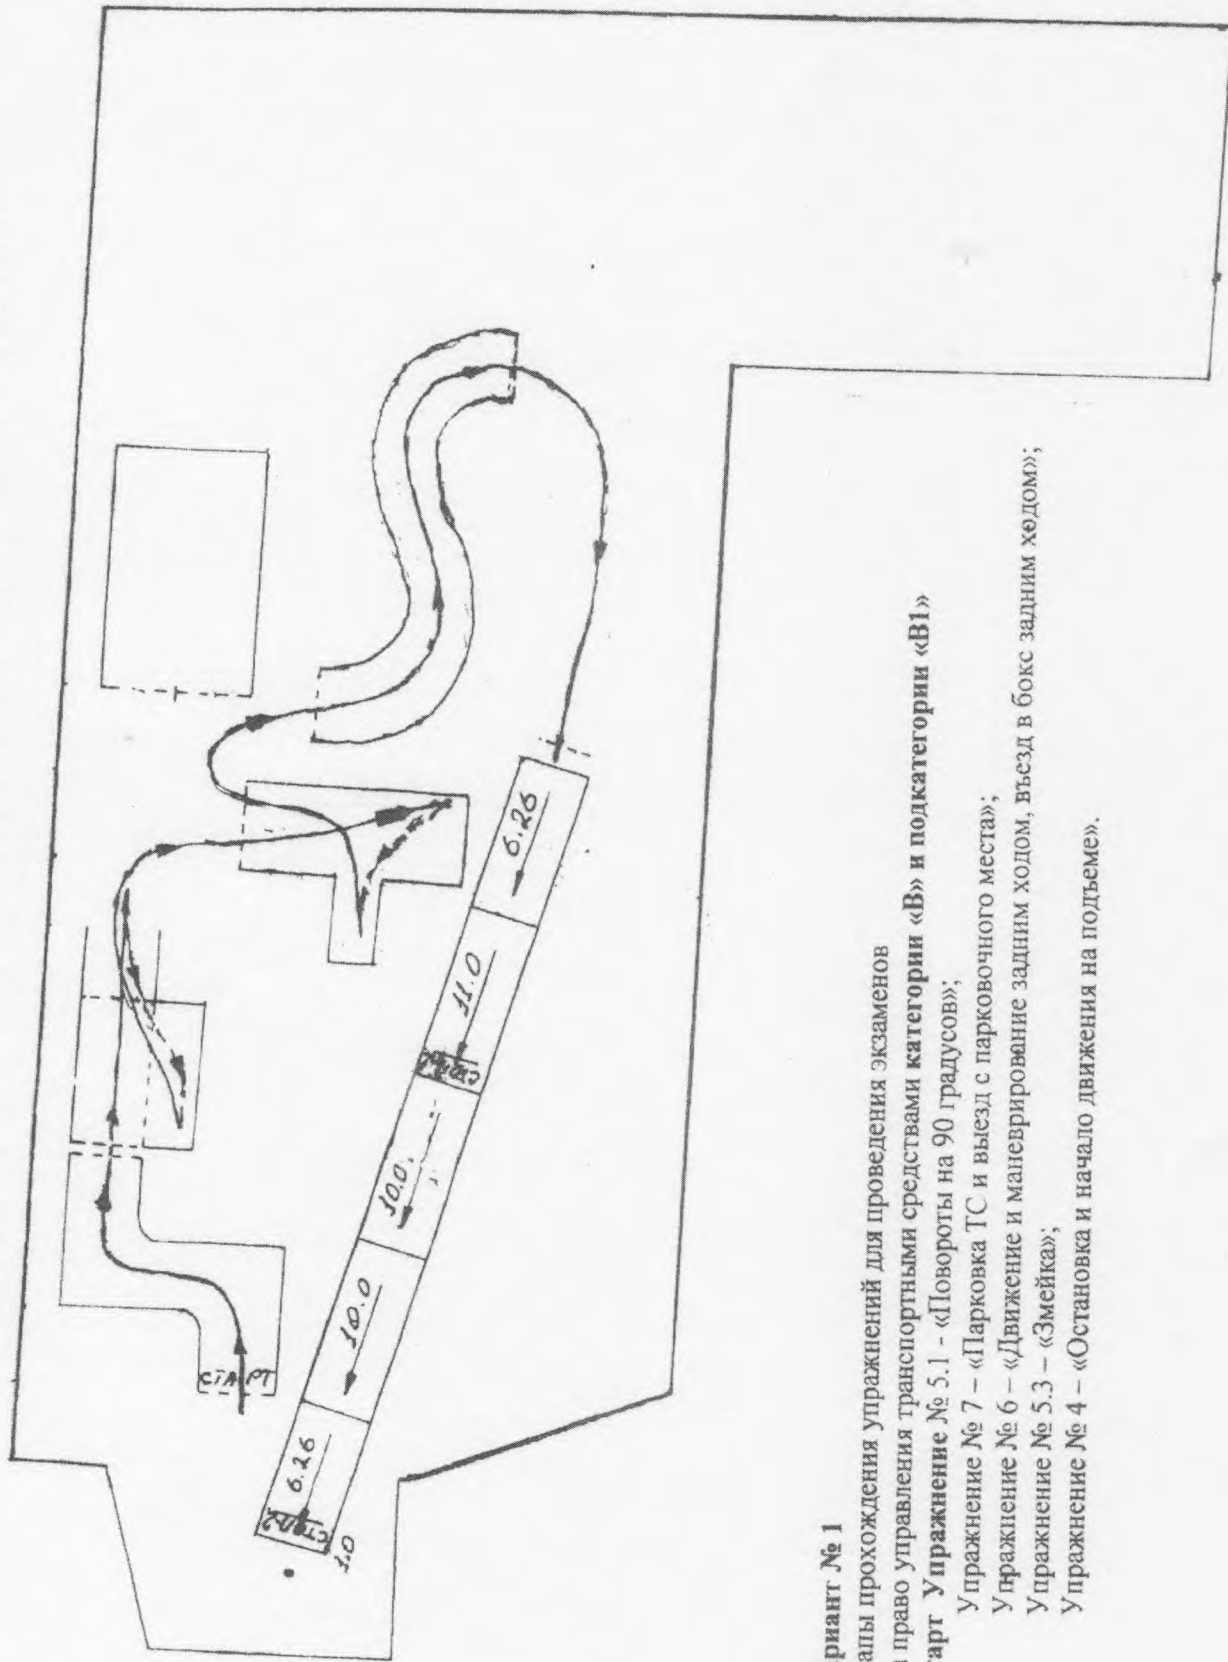 СТАРТ
6.26
11.0
10.0.
10.0
6.26
1.0
риант № 1
апы прохождения упражнений для проведения экзаменов
право управления транспортными средствами категории «В» и подкатегории «В1»
арт Упражнение № 5.1 - «Повороты на 90 градусов»;
Упражнение № 7 – «Парковка ТС и выезд с парковочного места»;
Упражнение № 6 – «Движение и маневрирование задним ходом, въезд в бокс задним ходом»;
Упражнение № 5.3 – «Змейка»;
Упражнение № 4 – «Остановка и начало движения на подъеме».